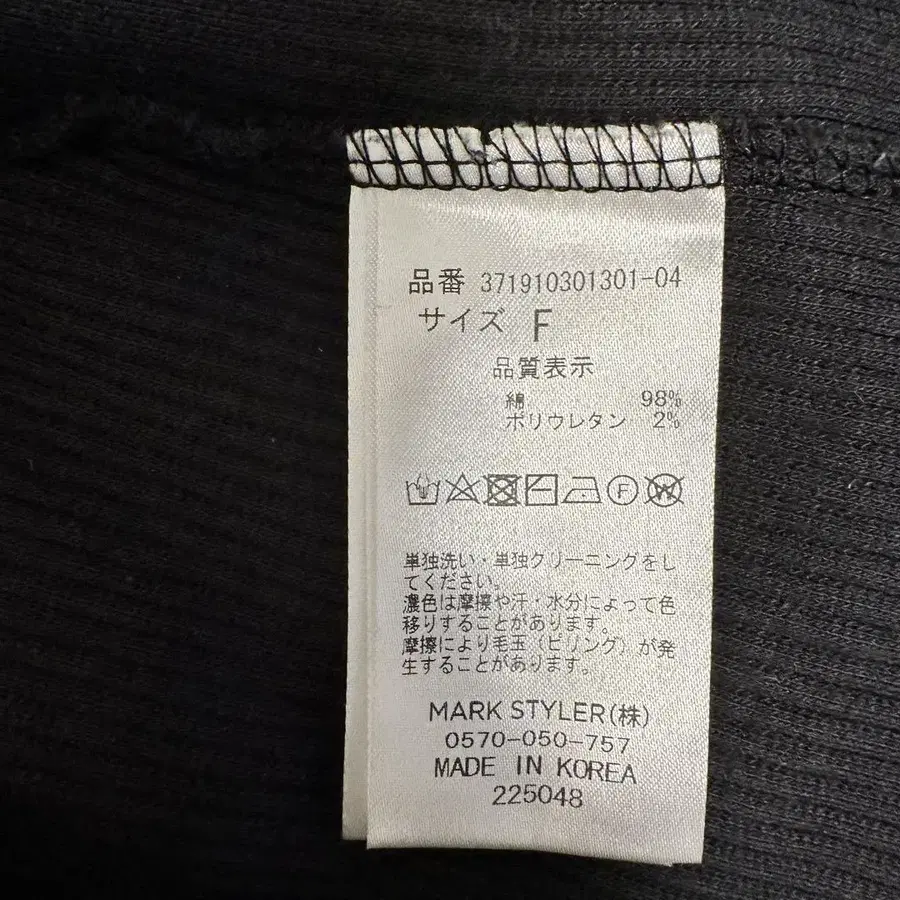 品番 371910301301-04
サイズ F
品質表示
綿 98%
ポリウレタン 2%
F
W
単独洗い・単独クリーニングをし
てください。
濃色は摩擦や汗・水分によって色
移りすることがあります。
摩擦により毛玉(ピリング)が発
生することがあります。
MARK STYLER(株)
0570-050-757
MADE IN KOREA
225048